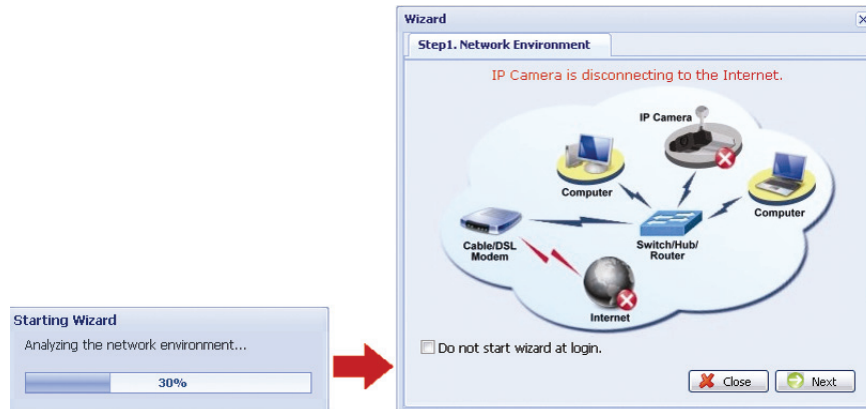 Starting Wizard
Analyzing the network environment...
30%
Wizard
Step1. Network Environment
IP Camera is disconnecting to the Internet.
IP Camera
Computer
Computer
Cable/DSL
Modem
Switch/Hub/
Router
Internet
Do not start wizard at login.
Close
Next